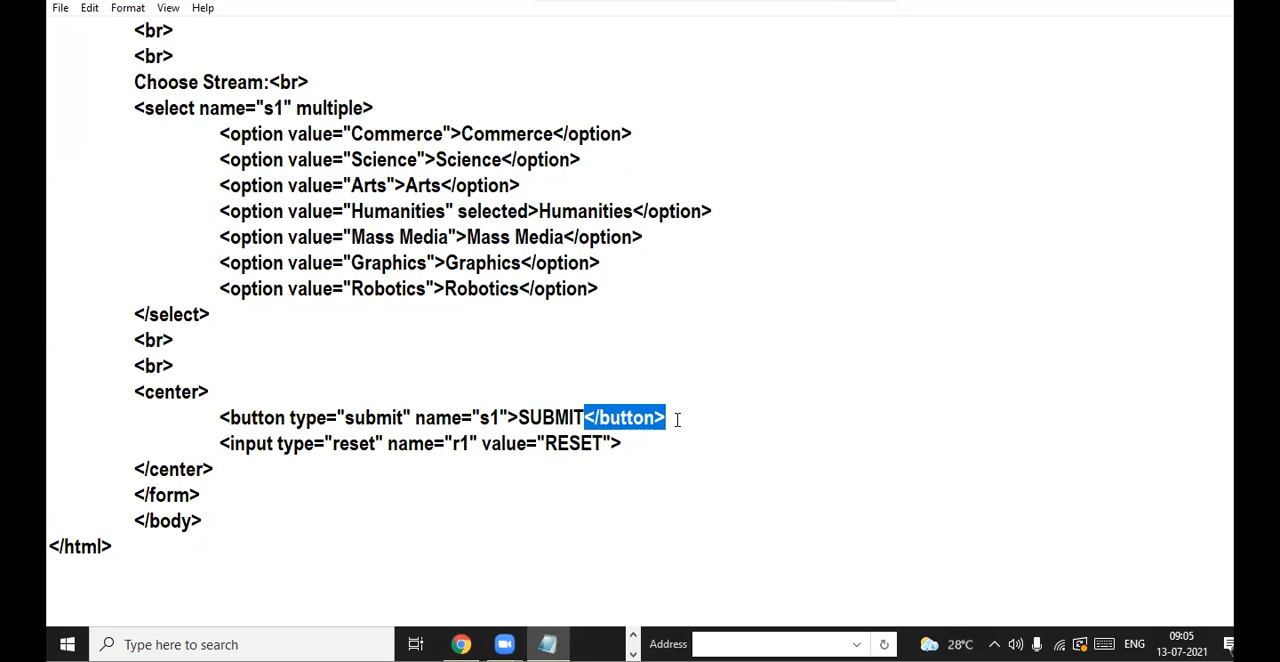 File Edit Format View Help
<br>
<br>
Choose Stream:<br>
<select name="s1" multiple>
<option value="Commerce">Commerce</option>
<option value="Science">Science</option>
<option value="Arts">Arts</option>
<option value="Humanities" selected>Humanities</option>
<option value="Mass Media">Mass Media</option>
<option value="Graphics">Graphics</option>
<option value="Robotics">Robotics</option>
</select>
<br>
<br>
<center>
<button type="submit" name="s1">SUBMIT</button>
<input type="reset" name="r1" value="RESET">
</center>
</form>
</body>
</html>
Type here to search Address 28°C ENG 09:05
13-07-2021